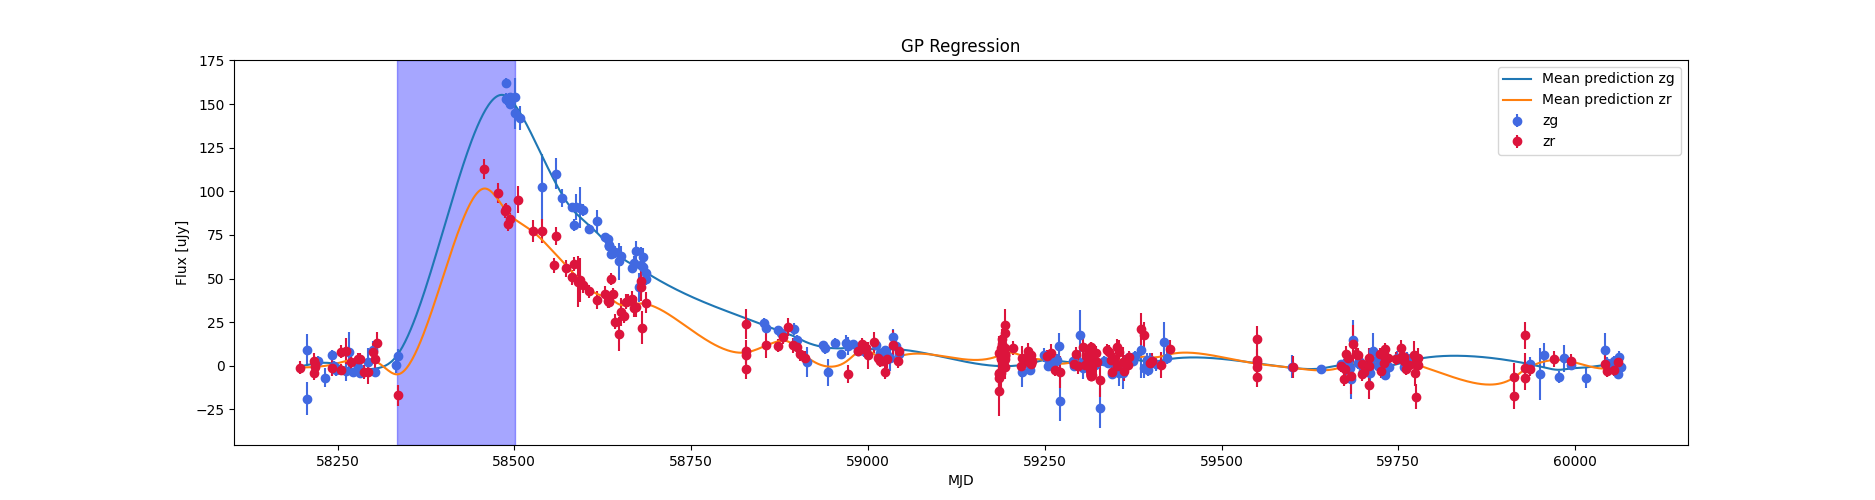 GP Regression
175
150
125
100
75
50
25
0
−25
Flux [uJy]
58250
58500
58750
59000
59250
59500
59750
60000
MJD
Mean prediction zg
Mean prediction zr
zg
zr